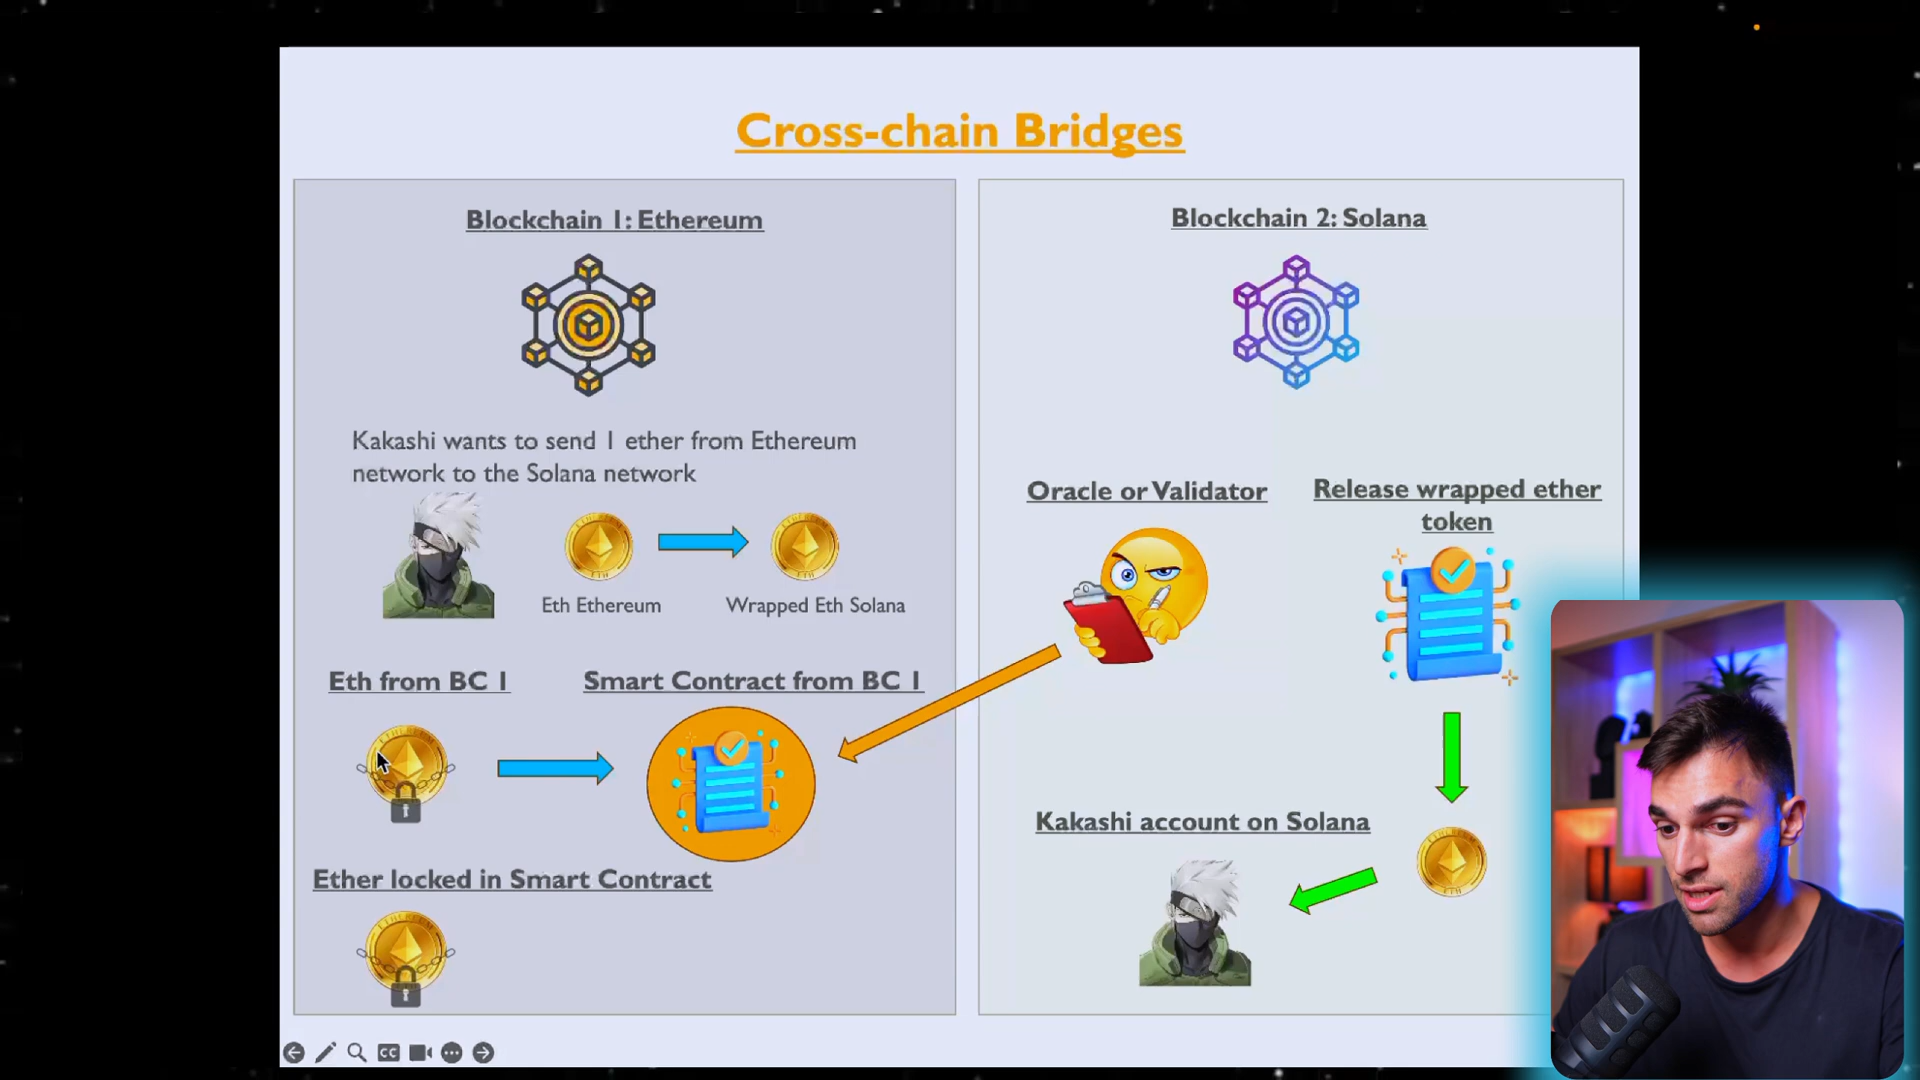 Cross-chain Bridges
Blockchain 1: Ethereum
Kakashi wants to send 1 ether from Ethereum
network to the Solana network
Eth Ethereum
Wrapped Eth Solana
Eth from BC 1
Smart Contract from BC 1
Ether locked in Smart Contract
Blockchain 2: Solana
Oracle or Validator
Release wrapped ether
token
Kakashi account on Solana
CC